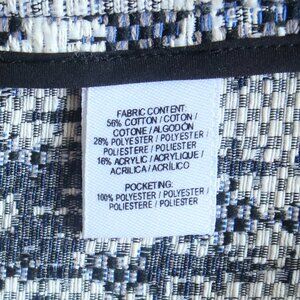 FABRIC CONTENT:
56% COTTON / COTON /
COTONE / ALGODÓN
28% POLYESTER / POLYESTER /
POLIESTERE / POLIESTER
16% ACRYLIC / ACRYLIQUE /
ACRILICA / ACRÍLICO
POCKETING:
100% POLYESTER / POLYESTER /
POLIESTERE / POLIESTER